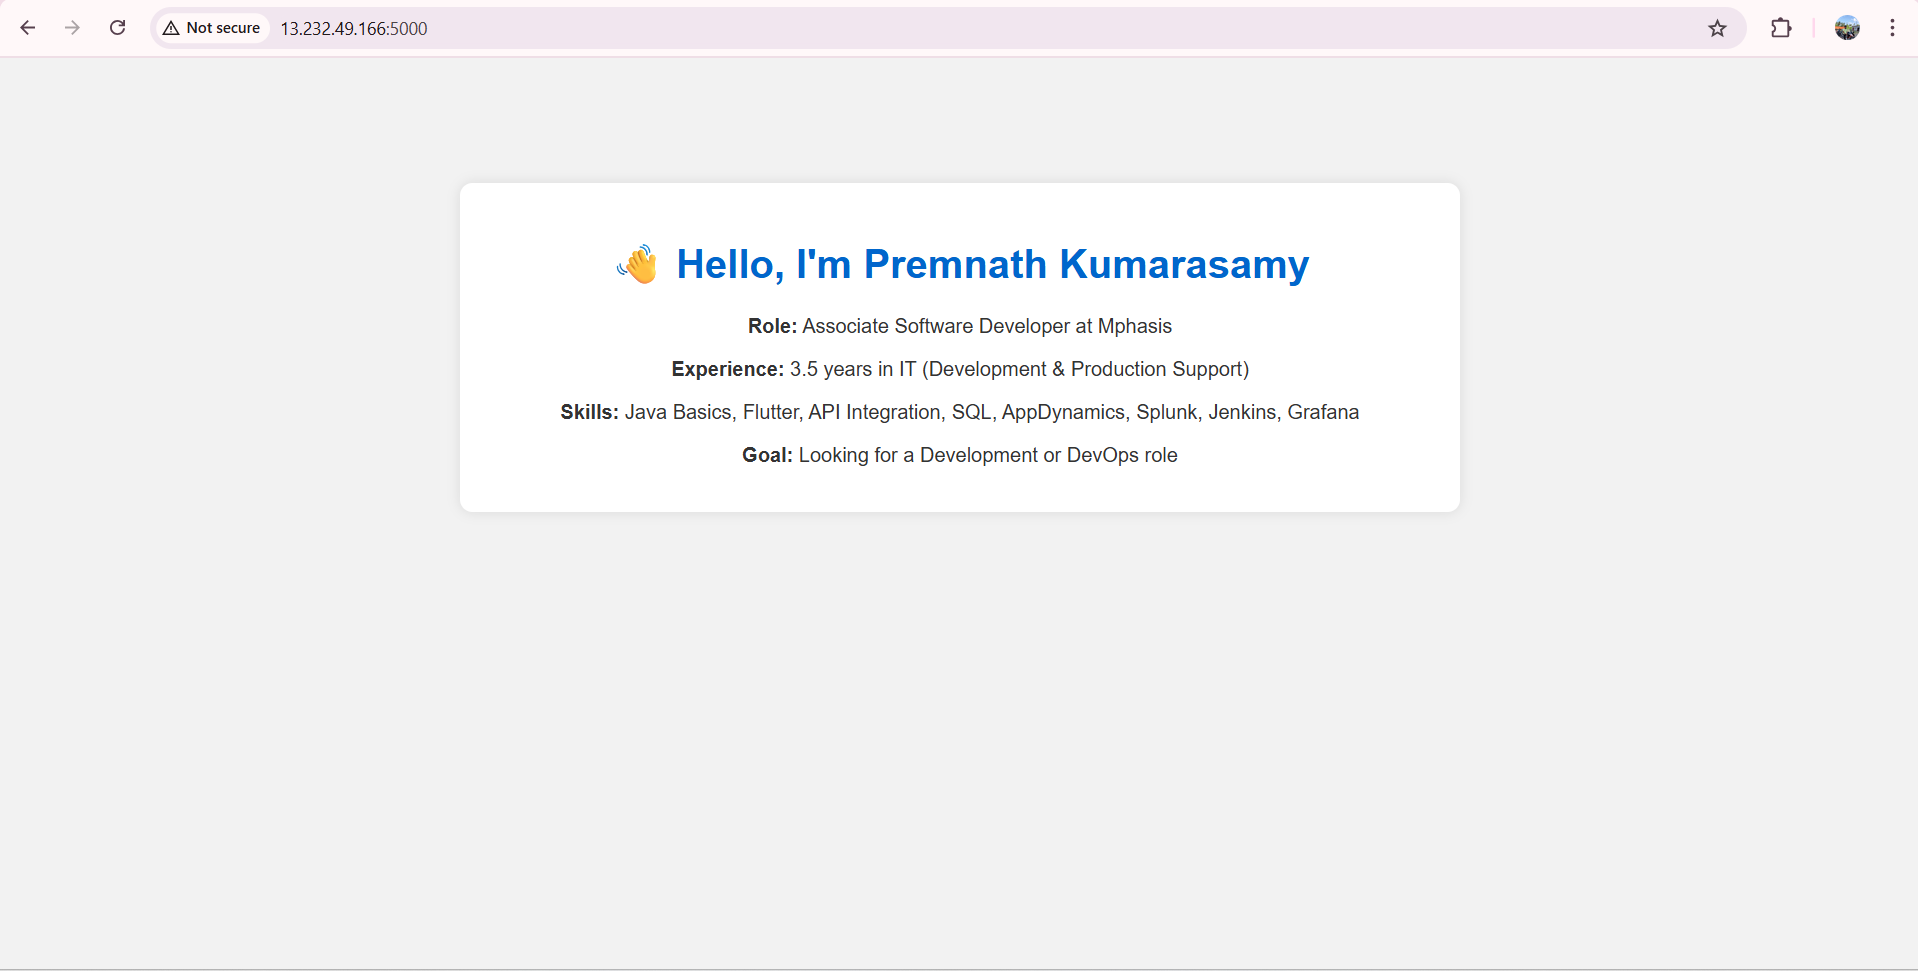 Not secure 13.232.49.166:5000
👋 Hello, I'm Premnath Kumarasamy
Role: Associate Software Developer at Mphasis
Experience: 3.5 years in IT (Development & Production Support)
Skills: Java Basics, Flutter, API Integration, SQL, AppDynamics, Splunk, Jenkins, Grafana
Goal: Looking for a Development or DevOps role